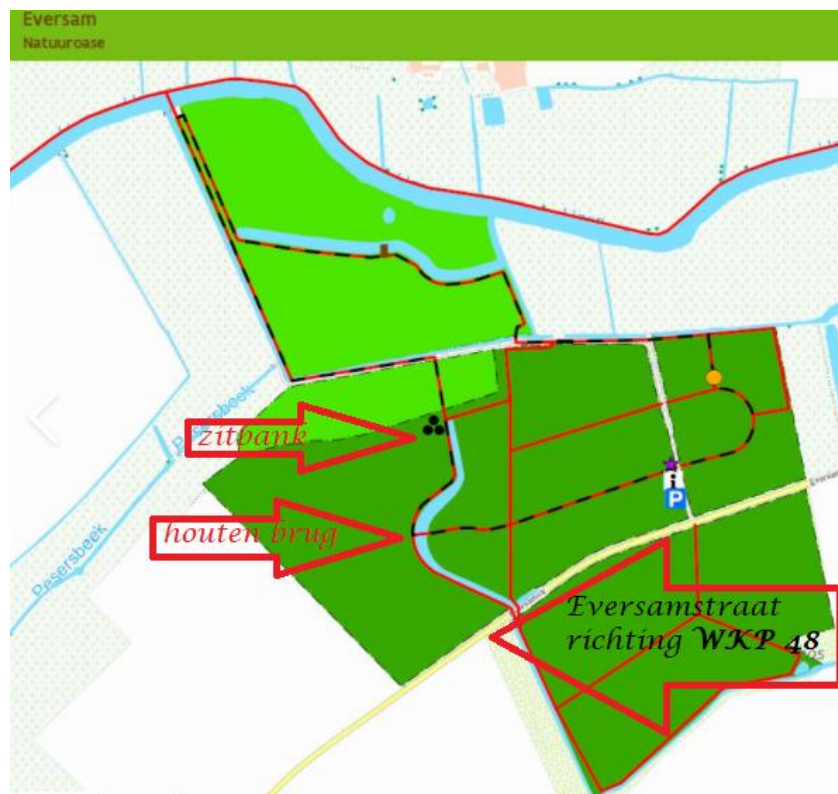 Eversam
Natuuroase
Pesersbeek
zitbank
houten brug
Pesersbeek
i
P
Eversamstraat
richting WKP 48